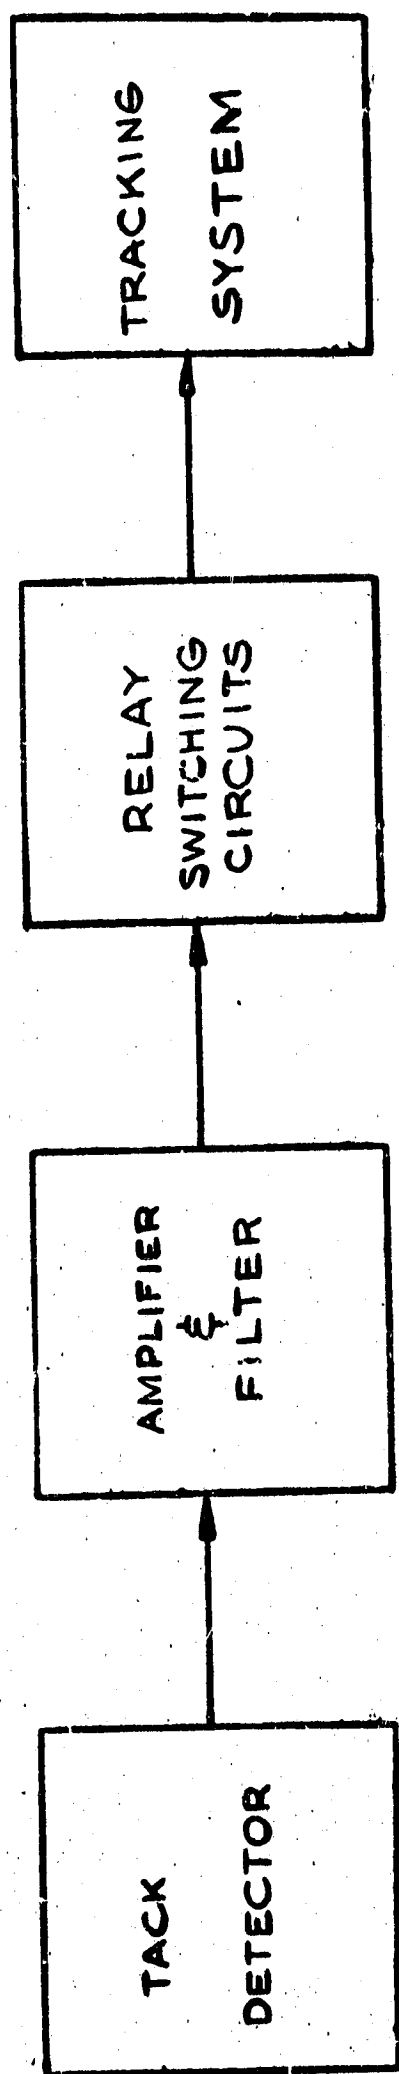 TACK
DETECTOR
AMPLIFIER
&
FILTER
RELAY
SWITCHING
CIRCUITS
TRACKING
SYSTEM